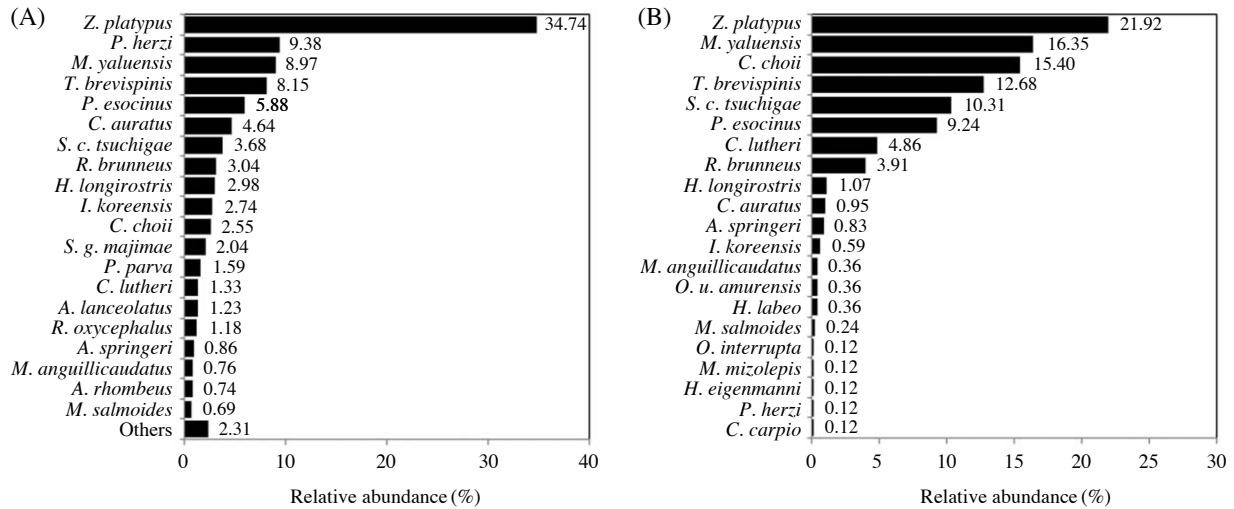 (A)
Z. platypus 34.74
P. herzi 9.38
M. yaluensis 8.97
T. brevispinis 8.15
P. esocinus 5.88
C. auratus 4.64
S. c. tsuchigae 3.68
R. brunneus 3.04
H. longirostris 2.98
I. koreensis 2.74
C. choii 2.55
S. g. majimae 2.04
P. parva 1.59
C. lutheri 1.33
A. lanceolatus 1.23
R. oxycephalus 1.18
A. springeri 0.86
M. anguillicaudatus 0.76
A. rhombeus 0.74
M. salmoides 0.69
Others 2.31
0 10 20 30 40
Relative abundance (%)
(B)
Z. platypus 21.92
M. yaluensis 16.35
C. choii 15.40
T. brevispinis 12.68
S. c. tsuchigae 10.31
P. esocinus 9.24
C. lutheri 4.86
R. brunneus 3.91
H. longirostris 1.07
C. auratus 0.95
A. springeri 0.83
I. koreensis 0.59
M. anguillicaudatus 0.36
O. u. amurensis 0.36
H. labeo 0.36
M. salmoides 0.24
O. interrupta 0.12
M. mizolepis 0.12
H. eigenmanni 0.12
P. herzi 0.12
C. carpio 0.12
0 5 10 15 20 25 30
Relative abundance (%)